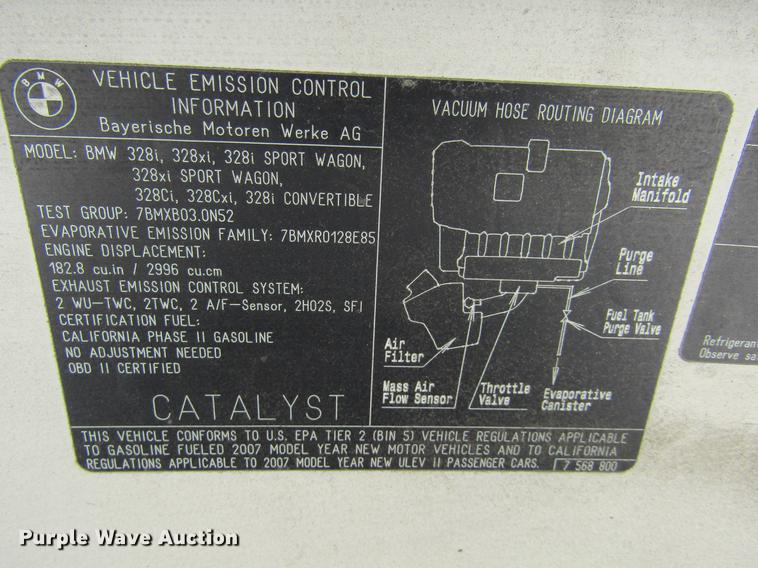 BMW
VEHICLE EMISSION CONTROL
INFORMATION
Bayerische Motoren Werke AG
MODEL: BMW 328i, 328xi, 328i SPORT WAGON,
328xi SPORT WAGON,
328Ci, 328Cxi, 328i CONVERTIBLE
TEST GROUP: 7BMXB03.0N52
EVAPORATIVE EMISSION FAMILY: 7BMXR0128E85
ENGINE DISPLACEMENT:
182.8 cu.in / 2996 cu.cm
EXHAUST EMISSION CONTROL SYSTEM:
2 WU-TWC, 2TWC, 2 A/F-Sensor, 2HO2S, SFI
CERTIFICATION FUEL:
CALIFORNIA PHASE II GASOLINE
NO ADJUSTMENT NEEDED
OBD II CERTIFIED
CATALYST
VACUUM HOSE ROUTING DIAGRAM
Intake
Manifold
Purge
Line
Fuel Tank
Purge Valve
Air
Filter
Mass Air
Flow Sensor
Throttle
Valve
Evaporative
Canister
THIS VEHICLE CONFORMS TO U.S. EPA TIER 2 (BIN 5) VEHICLE REGULATIONS APPLICABLE
TO GASOLINE FUELED 2007 MODEL YEAR NEW MOTOR VEHICLES AND TO CALIFORNIA
REGULATIONS APPLICABLE TO 2007 MODEL YEAR NEW ULEV II PASSENGER CARS. 7 568 800
Refrigerant
Observe sa
Purple Wave Auction